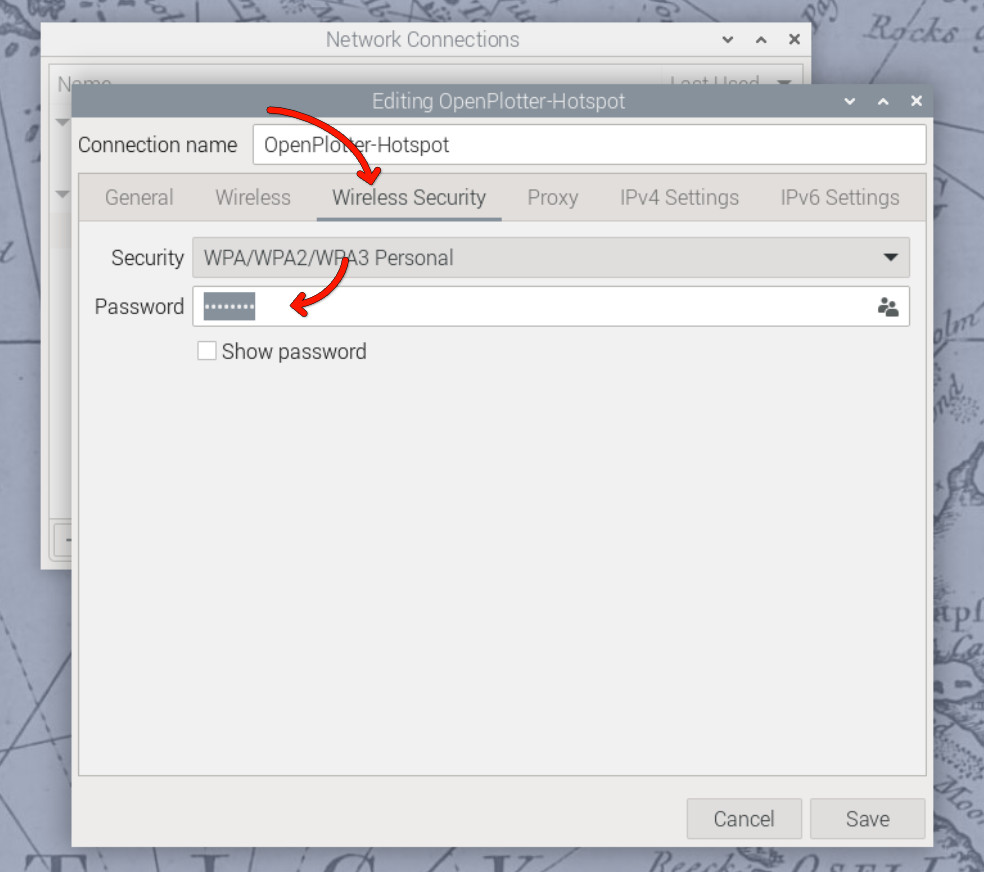 Rocks
Network Connections
Name
Last Used
Editing OpenPlotter-Hotspot
Connection name
OpenPlotter-Hotspot
General
Wireless
Wireless Security
Proxy
IPv4 Settings
IPv6 Settings
Security
WPA/WPA2/WPA3 Personal
Password
••••••••
Show password
Cancel
Save